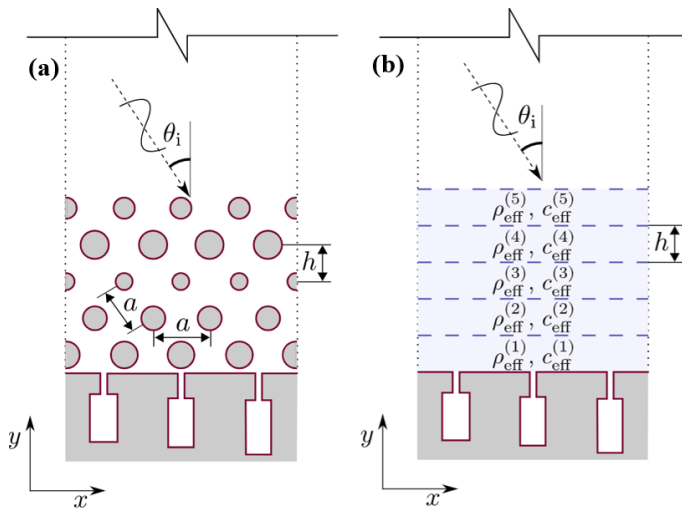 (a)
θi
h
a
a
y
x
(b)
θi
ρeff(5), ceff(5)
ρeff(4), ceff(4)
h
ρeff(3), ceff(3)
ρeff(2), ceff(2)
ρeff(1), ceff(1)
y
x